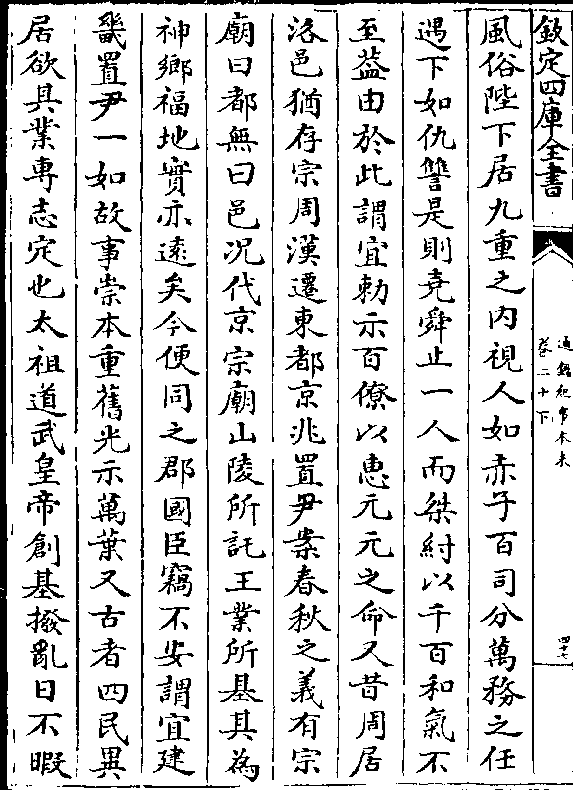 欽定四庫全書
通鑑紀事本末
卷二十下
四十七
風俗陛下居九重之内視人如赤子百司分萬務之任
遇下如仇讐是則堯舜止一人而桀紂以千百和氣不
至葢由於此謂宜勅示百僚以惠元元之命又昔周居
洛邑猶存宗周漢遷東都京兆置尹案春秋之義有宗
廟曰都無曰邑况代京宗廟山陵所託王業所基其為
神鄉福地實亦遠矣今便同之郡國臣竊不安謂宜建
畿置尹一如故事崇本重舊光示萬葉又古者四民異
居欲其業專志定也太祖道武皇帝創基撥亂日不暇